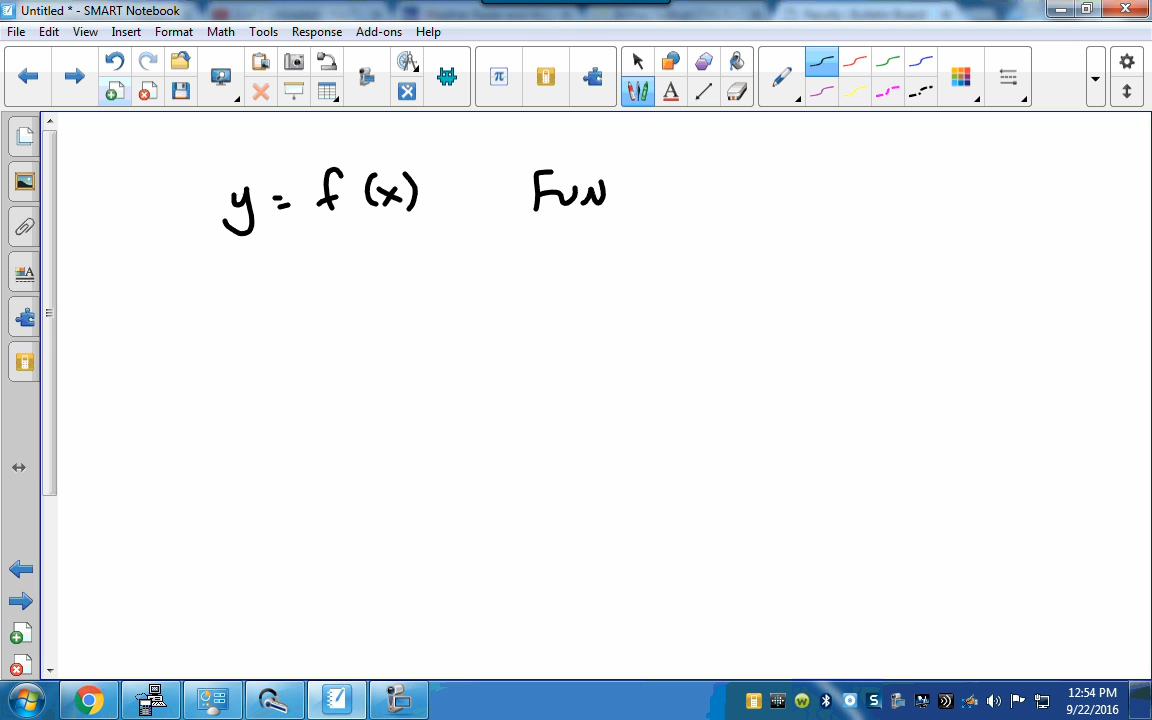 Untitled * - SMART Notebook
File Edit View Insert Format Math Tools Response Add-ons Help
y = f (x) FUN
12:54 PM
9/22/2016